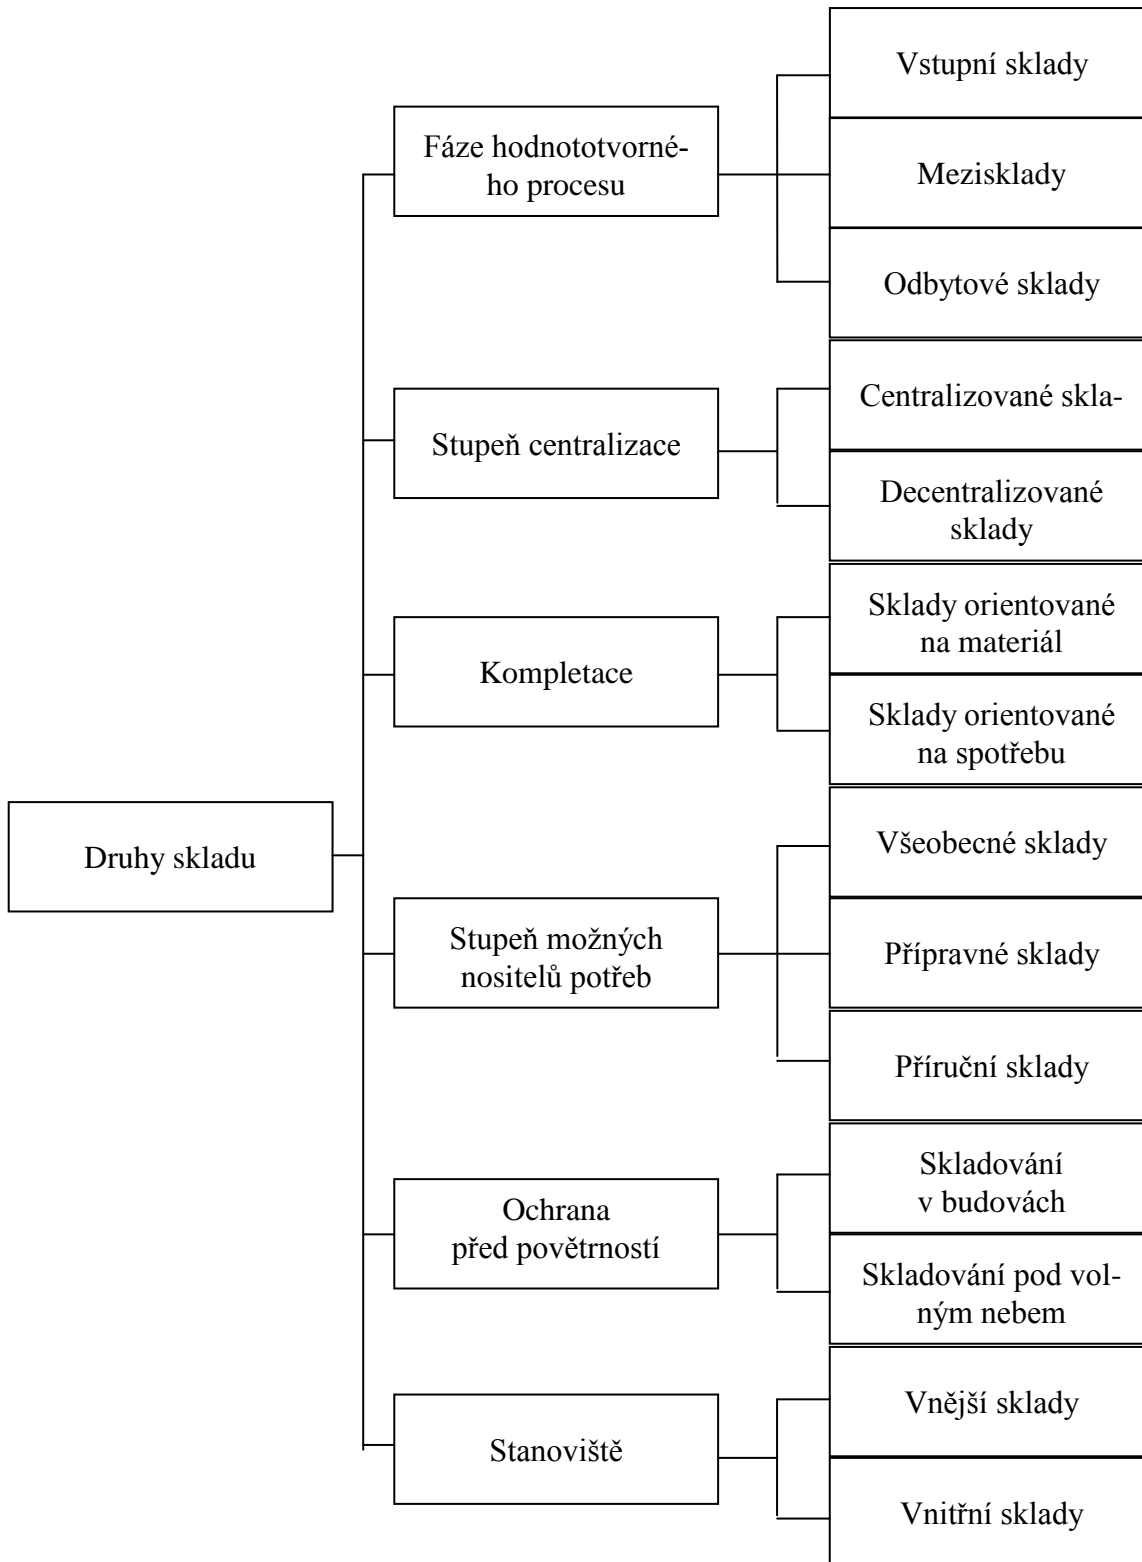 Druhy skladu
Fáze hodnototvorné-
ho procesu
Vstupní sklady
Mezisklady
Odbytové sklady
Stupeň centralizace
Centralizované skla-
Decentralizované
sklady
Kompletace
Sklady orientované
na materiál
Sklady orientované
na spotřebu
Stupeň možných
nositelů potřeb
Všeobecné sklady
Přípravné sklady
Příruční sklady
Ochrana
před povětrností
Skladování
v budovách
Skladování pod vol-
ným nebem
Stanoviště
Vnější sklady
Vnitřní sklady